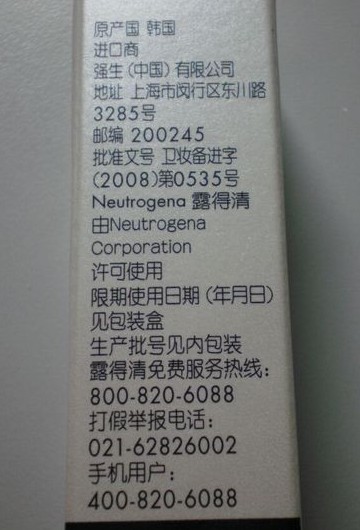 原产国 韩国
进口商
强生(中国)有限公司
地址 上海市闵行区东川路
3285号
邮编 200245
批准文号 卫妆备进字
(2008)第0535号
Neutrogena 露得清
由Neutrogena
Corporation
许可使用
限期使用日期(年月日)
见包装盒
生产批号见内包装
露得清免费服务热线:
800-820-6088
打假举报电话:
021-62826002
手机用户:
400-820-6088